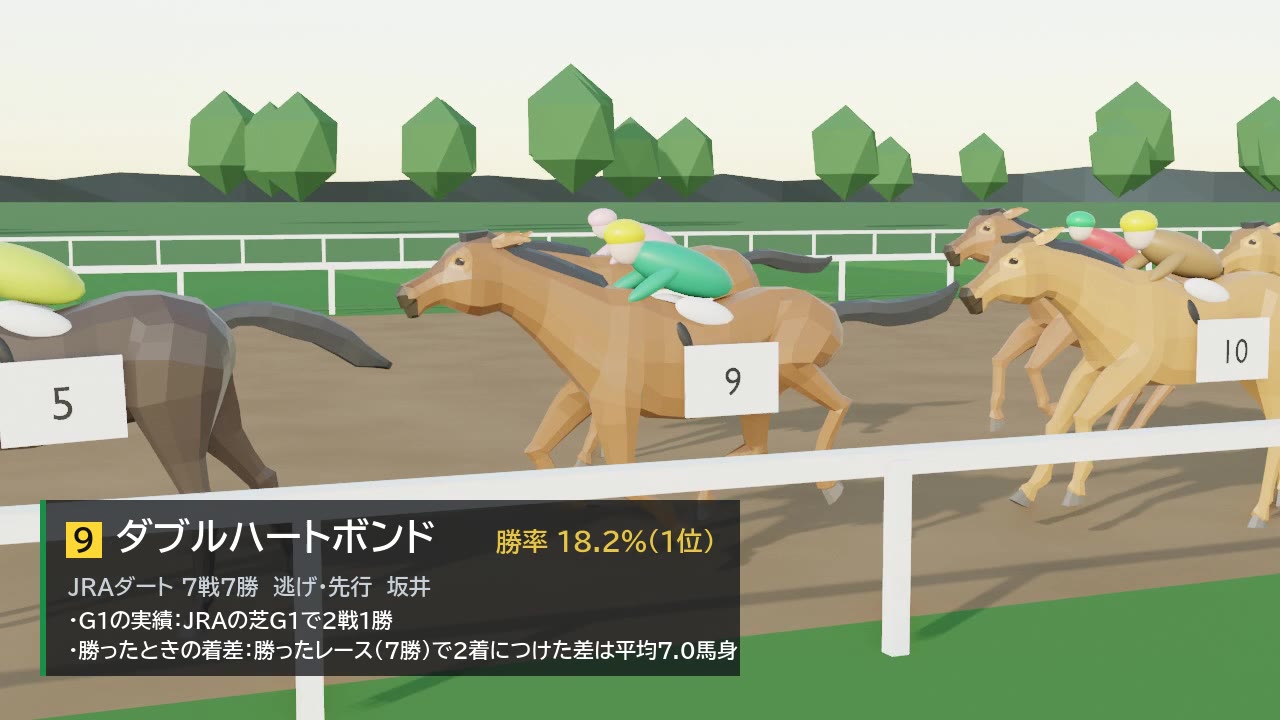 5
9
10
9 ダブルハートボンド 勝率 18.2%(1位)
JRAダート 7戦7勝 逃げ・先行 坂井
・G1の実績:JRAの芝G1で2戦1勝
・勝ったときの着差:勝ったレース(7勝)で2着につけた差は平均7.0馬身